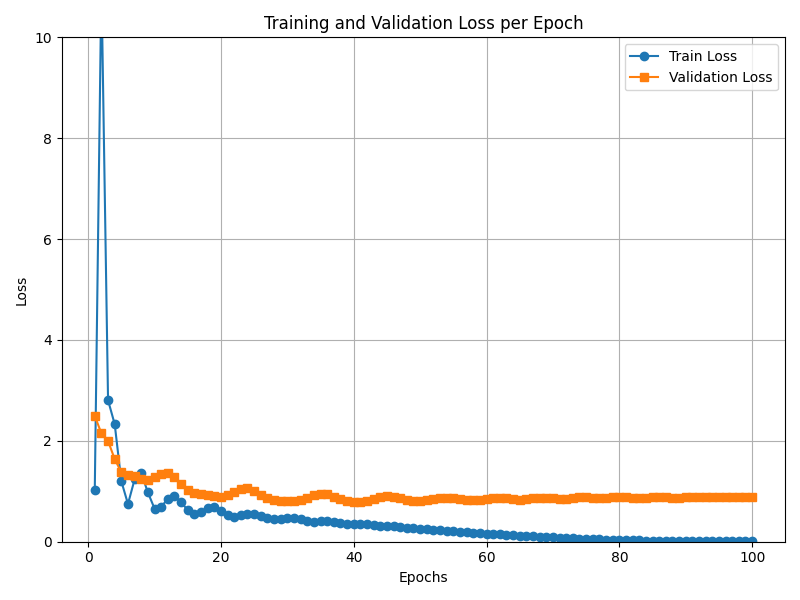 Training and Validation Loss per Epoch
Train Loss
Validation Loss
Loss
10
8
6
4
2
0
0 20 40 60 80 100
Epochs